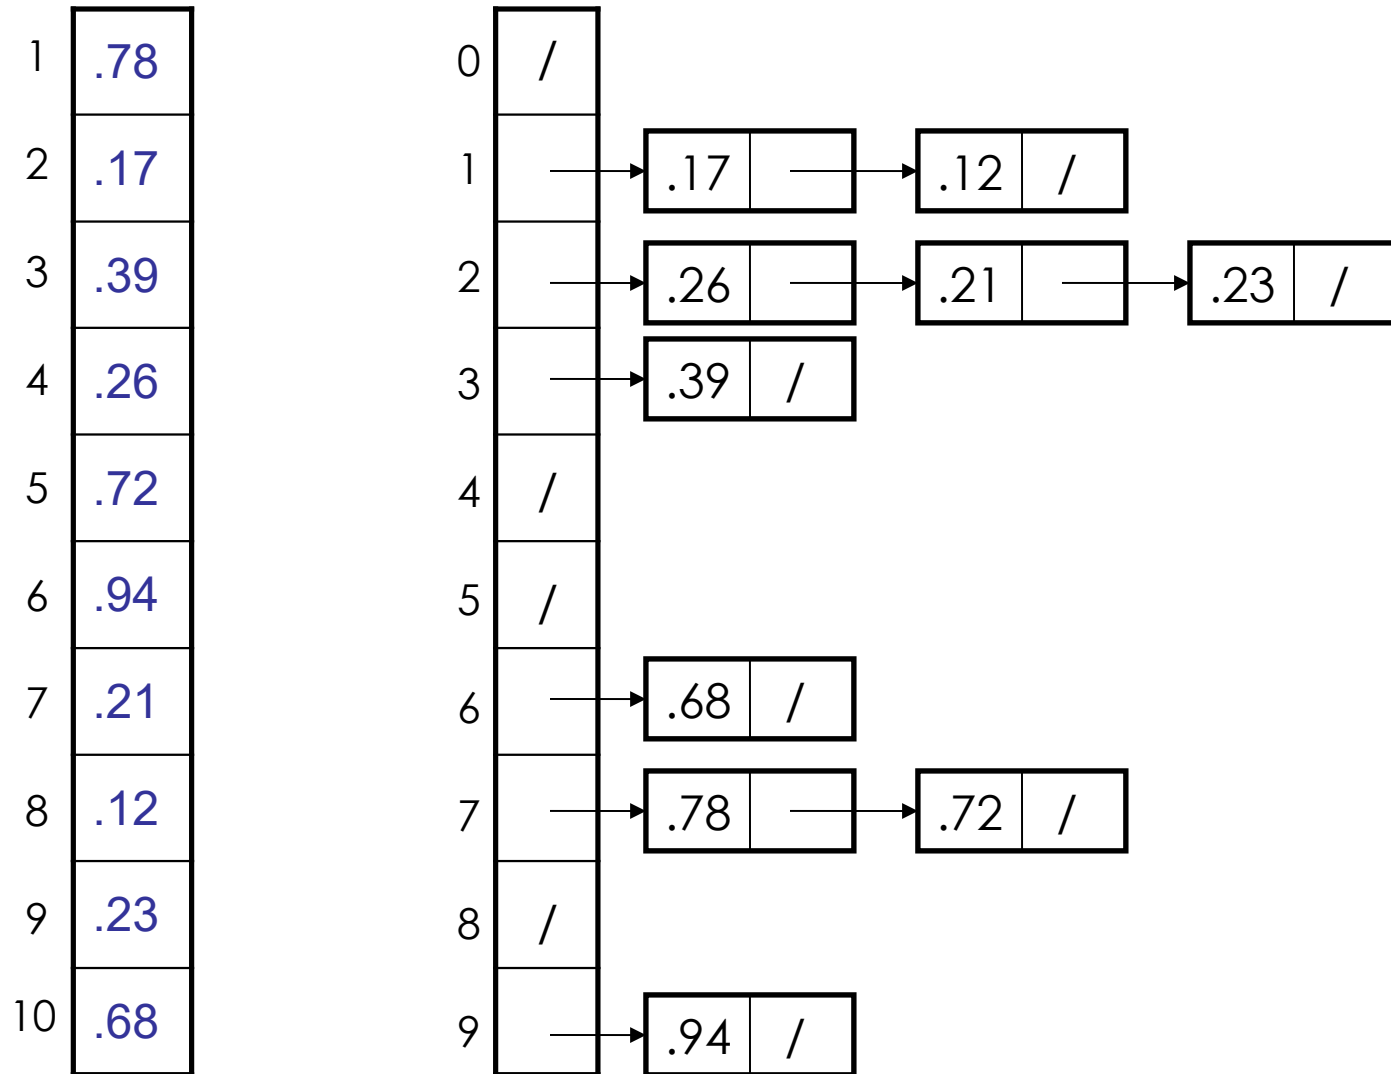 1 .78 0 /
2 .17 1 .17 .12 /
3 .39 2 .26 .21 .23 /
4 .26 3 .39 /
5 .72 4 /
6 .94 5 /
7 .21 6 .68 /
8 .12 7 .78 .72 /
9 .23 8 /
10 .68 9 .94 /